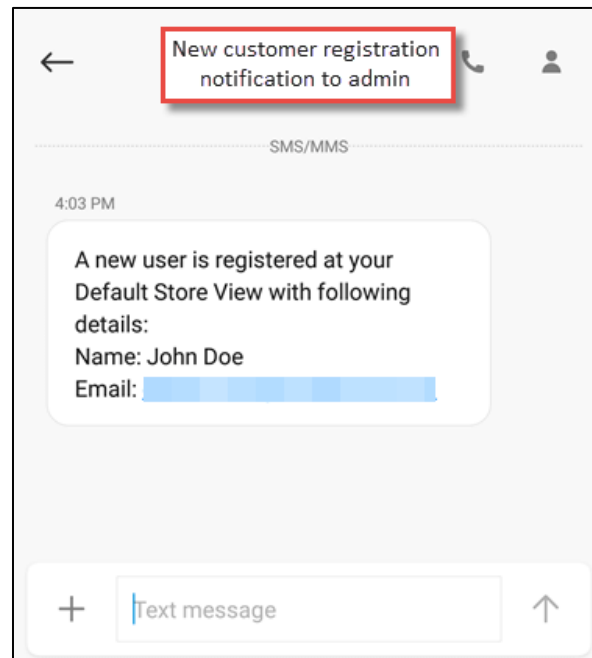 New customer registration
notification to admin
SMS/MMS
4:03 PM
A new user is registered at your
Default Store View with following
details:
Name: John Doe
Email:
Text message